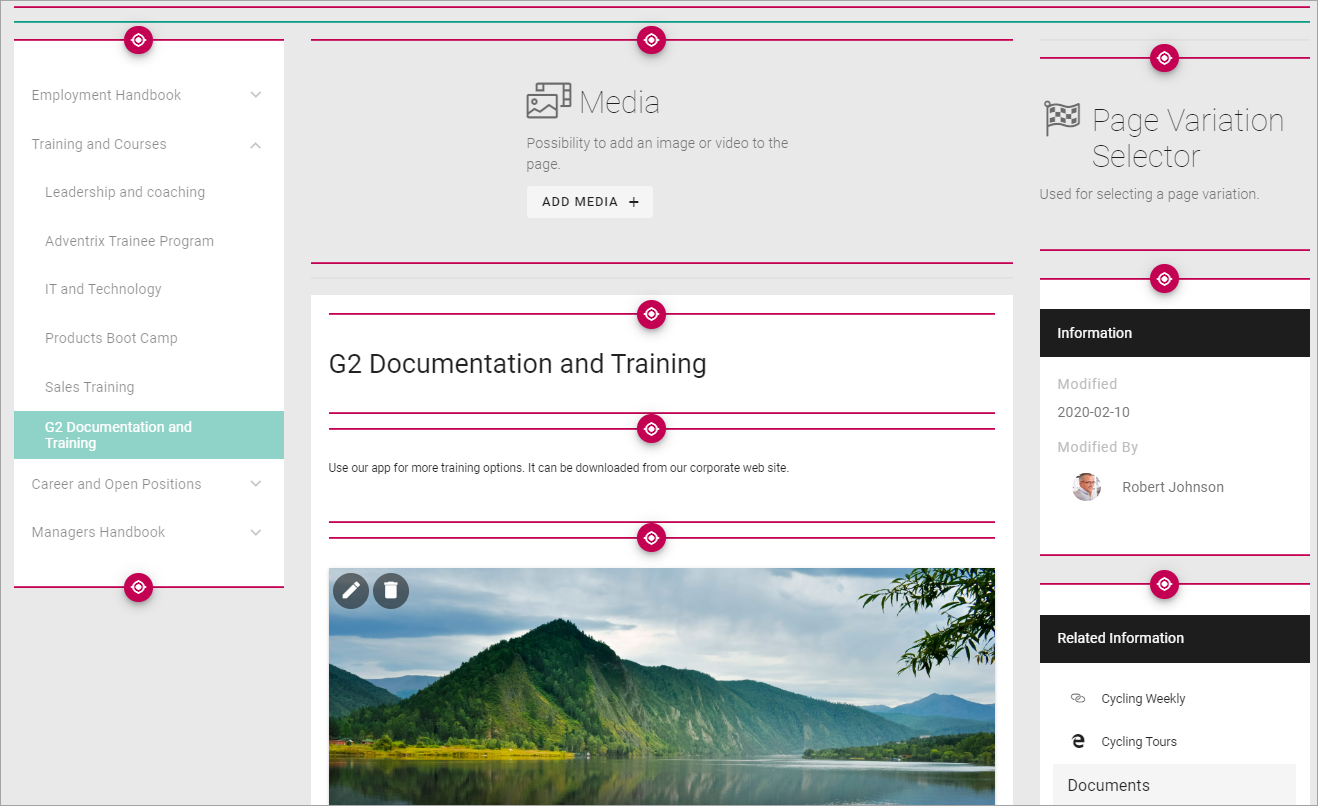 Employment Handbook
Training and Courses
Leadership and coaching
Adventrix Trainee Program
IT and Technology
Products Boot Camp
Sales Training
G2 Documentation and
Training
Career and Open Positions
Managers Handbook
Media
Possibility to add an image or video to the
page.
ADD MEDIA +
G2 Documentation and Training
Use our app for more training options. It can be downloaded from our corporate web site.
Page Variation
Selector
Used for selecting a page variation.
Information
Modified
2020-02-10
Modified By
Robert Johnson
Related Information
Cycling Weekly
Cycling Tours
Documents